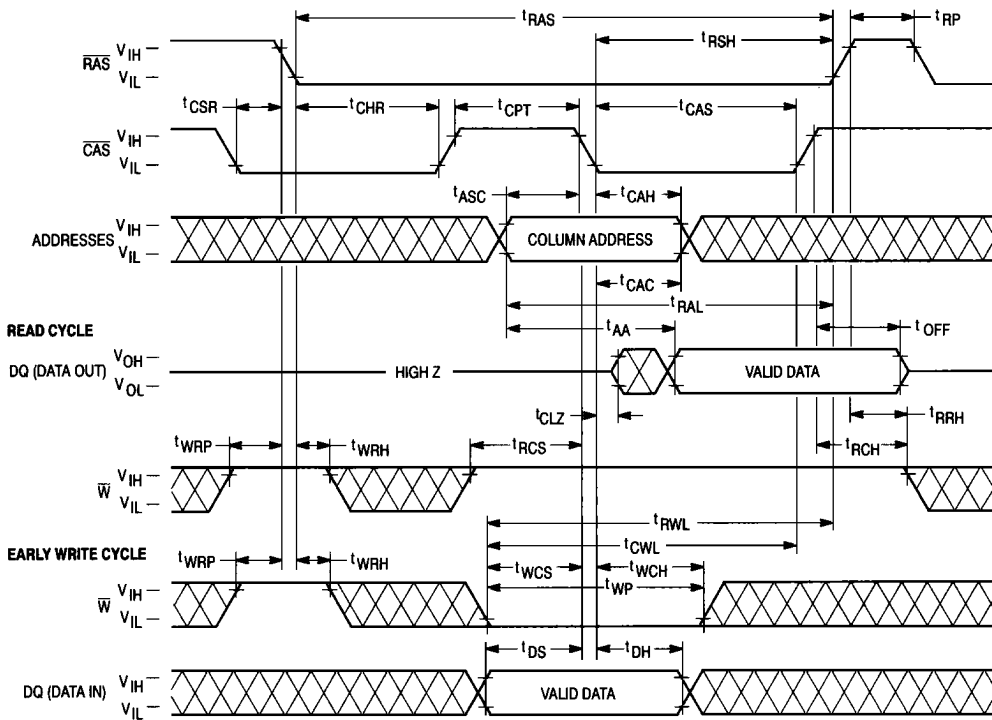 tRAS
tRP
tRSH
RAS
VIH
VIL
tCSR
tCHR
tCPT
tCAS
CAS
VIH
VIL
tASC
tCAH
ADDRESSES
VIH
VIL
COLUMN ADDRESS
tCAC
tRAL
READ CYCLE
tAA
tOFF
DQ (DATA OUT)
VOH
VOL
HIGH Z
VALID DATA
tCLZ
tRRH
tWRP
tWRH
tRCS
tRCH
W
VIH
VIL
tRWL
EARLY WRITE CYCLE
tCWL
tWRP
tWRH
tWCS
tWCH
tWP
W
VIH
VIL
tDS
tDH
DQ (DATA IN)
VIH
VIL
VALID DATA